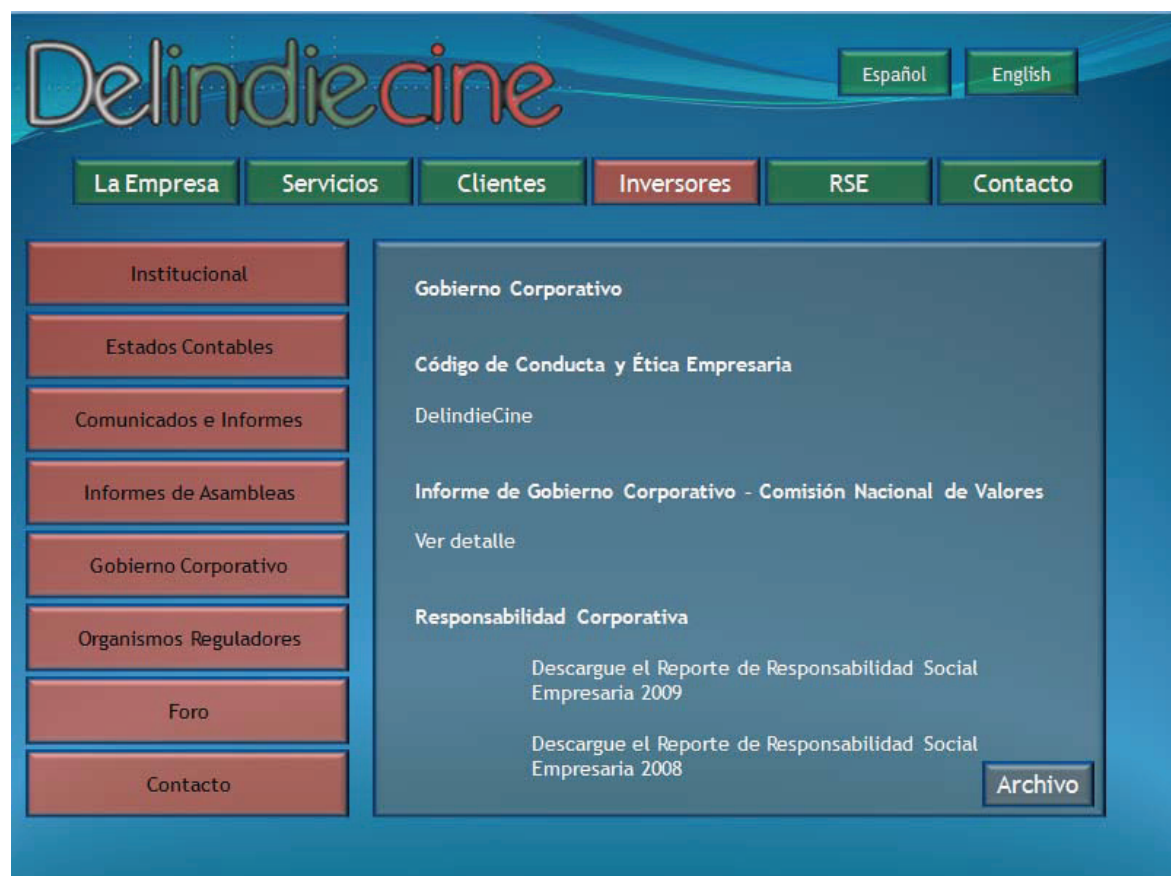 Delindiecine
Español
English
La Empresa
Servicios
Clientes
Inversores
RSE
Contacto
Institucional
Estados Contables
Comunicados e Informes
Informes de Asambleas
Gobierno Corporativo
Organismos Reguladores
Foro
Contacto
Gobierno Corporativo
Código de Conducta y Ética Empresaria
DelindieCine
Informe de Gobierno Corporativo – Comisión Nacional de Valores
Ver detalle
Responsabilidad Corporativa
Descargue el Reporte de Responsabilidad Social
Empresaria 2009
Descargue el Reporte de Responsabilidad Social
Empresaria 2008
Archivo